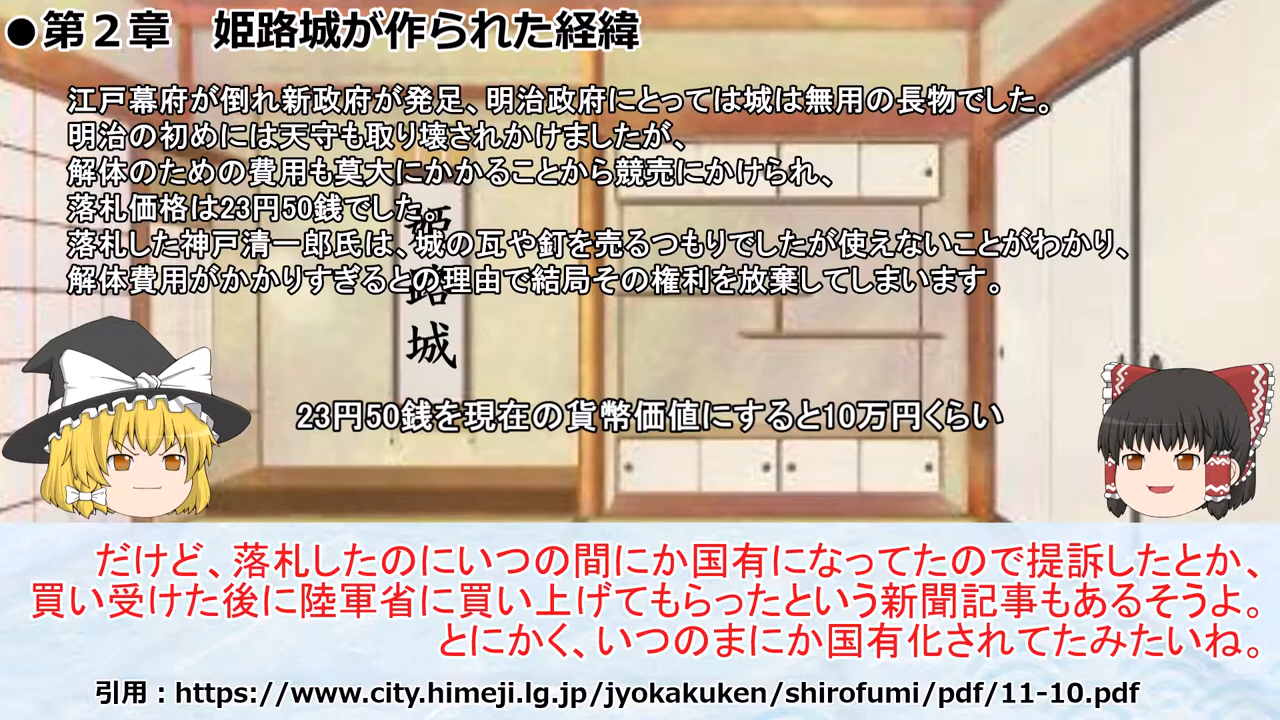 ●第２章　姫路城が作られた経緯
江戸幕府が倒れ新政府が発足、明治政府にとっては城は無用の長物でした。
明治の初めには天守も取り壊されかけましたが、
解体のための費用も莫大にかかることから競売にかけられ、
落札価格は23円50銭でした。
落札した神戸清一郎氏は、城の瓦や釘を売るつもりでしたが使えないことがわかり、
解体費用がかかりすぎるとの理由で結局その権利を放棄してしまいます。
姫路城
23円50銭を現在の貨幣価値にすると10万円くらい
だけど、落札したのにいつの間にか国有になってたので提訴したとか、
買い受けた後に陸軍省に買い上げてもらったという新聞記事もあるそうよ。
とにかく、いつのまにか国有化されてたみたいね。
引用：https://www.city.himeji.lg.jp/jyokakuken/shirofumi/pdf/11-10.pdf